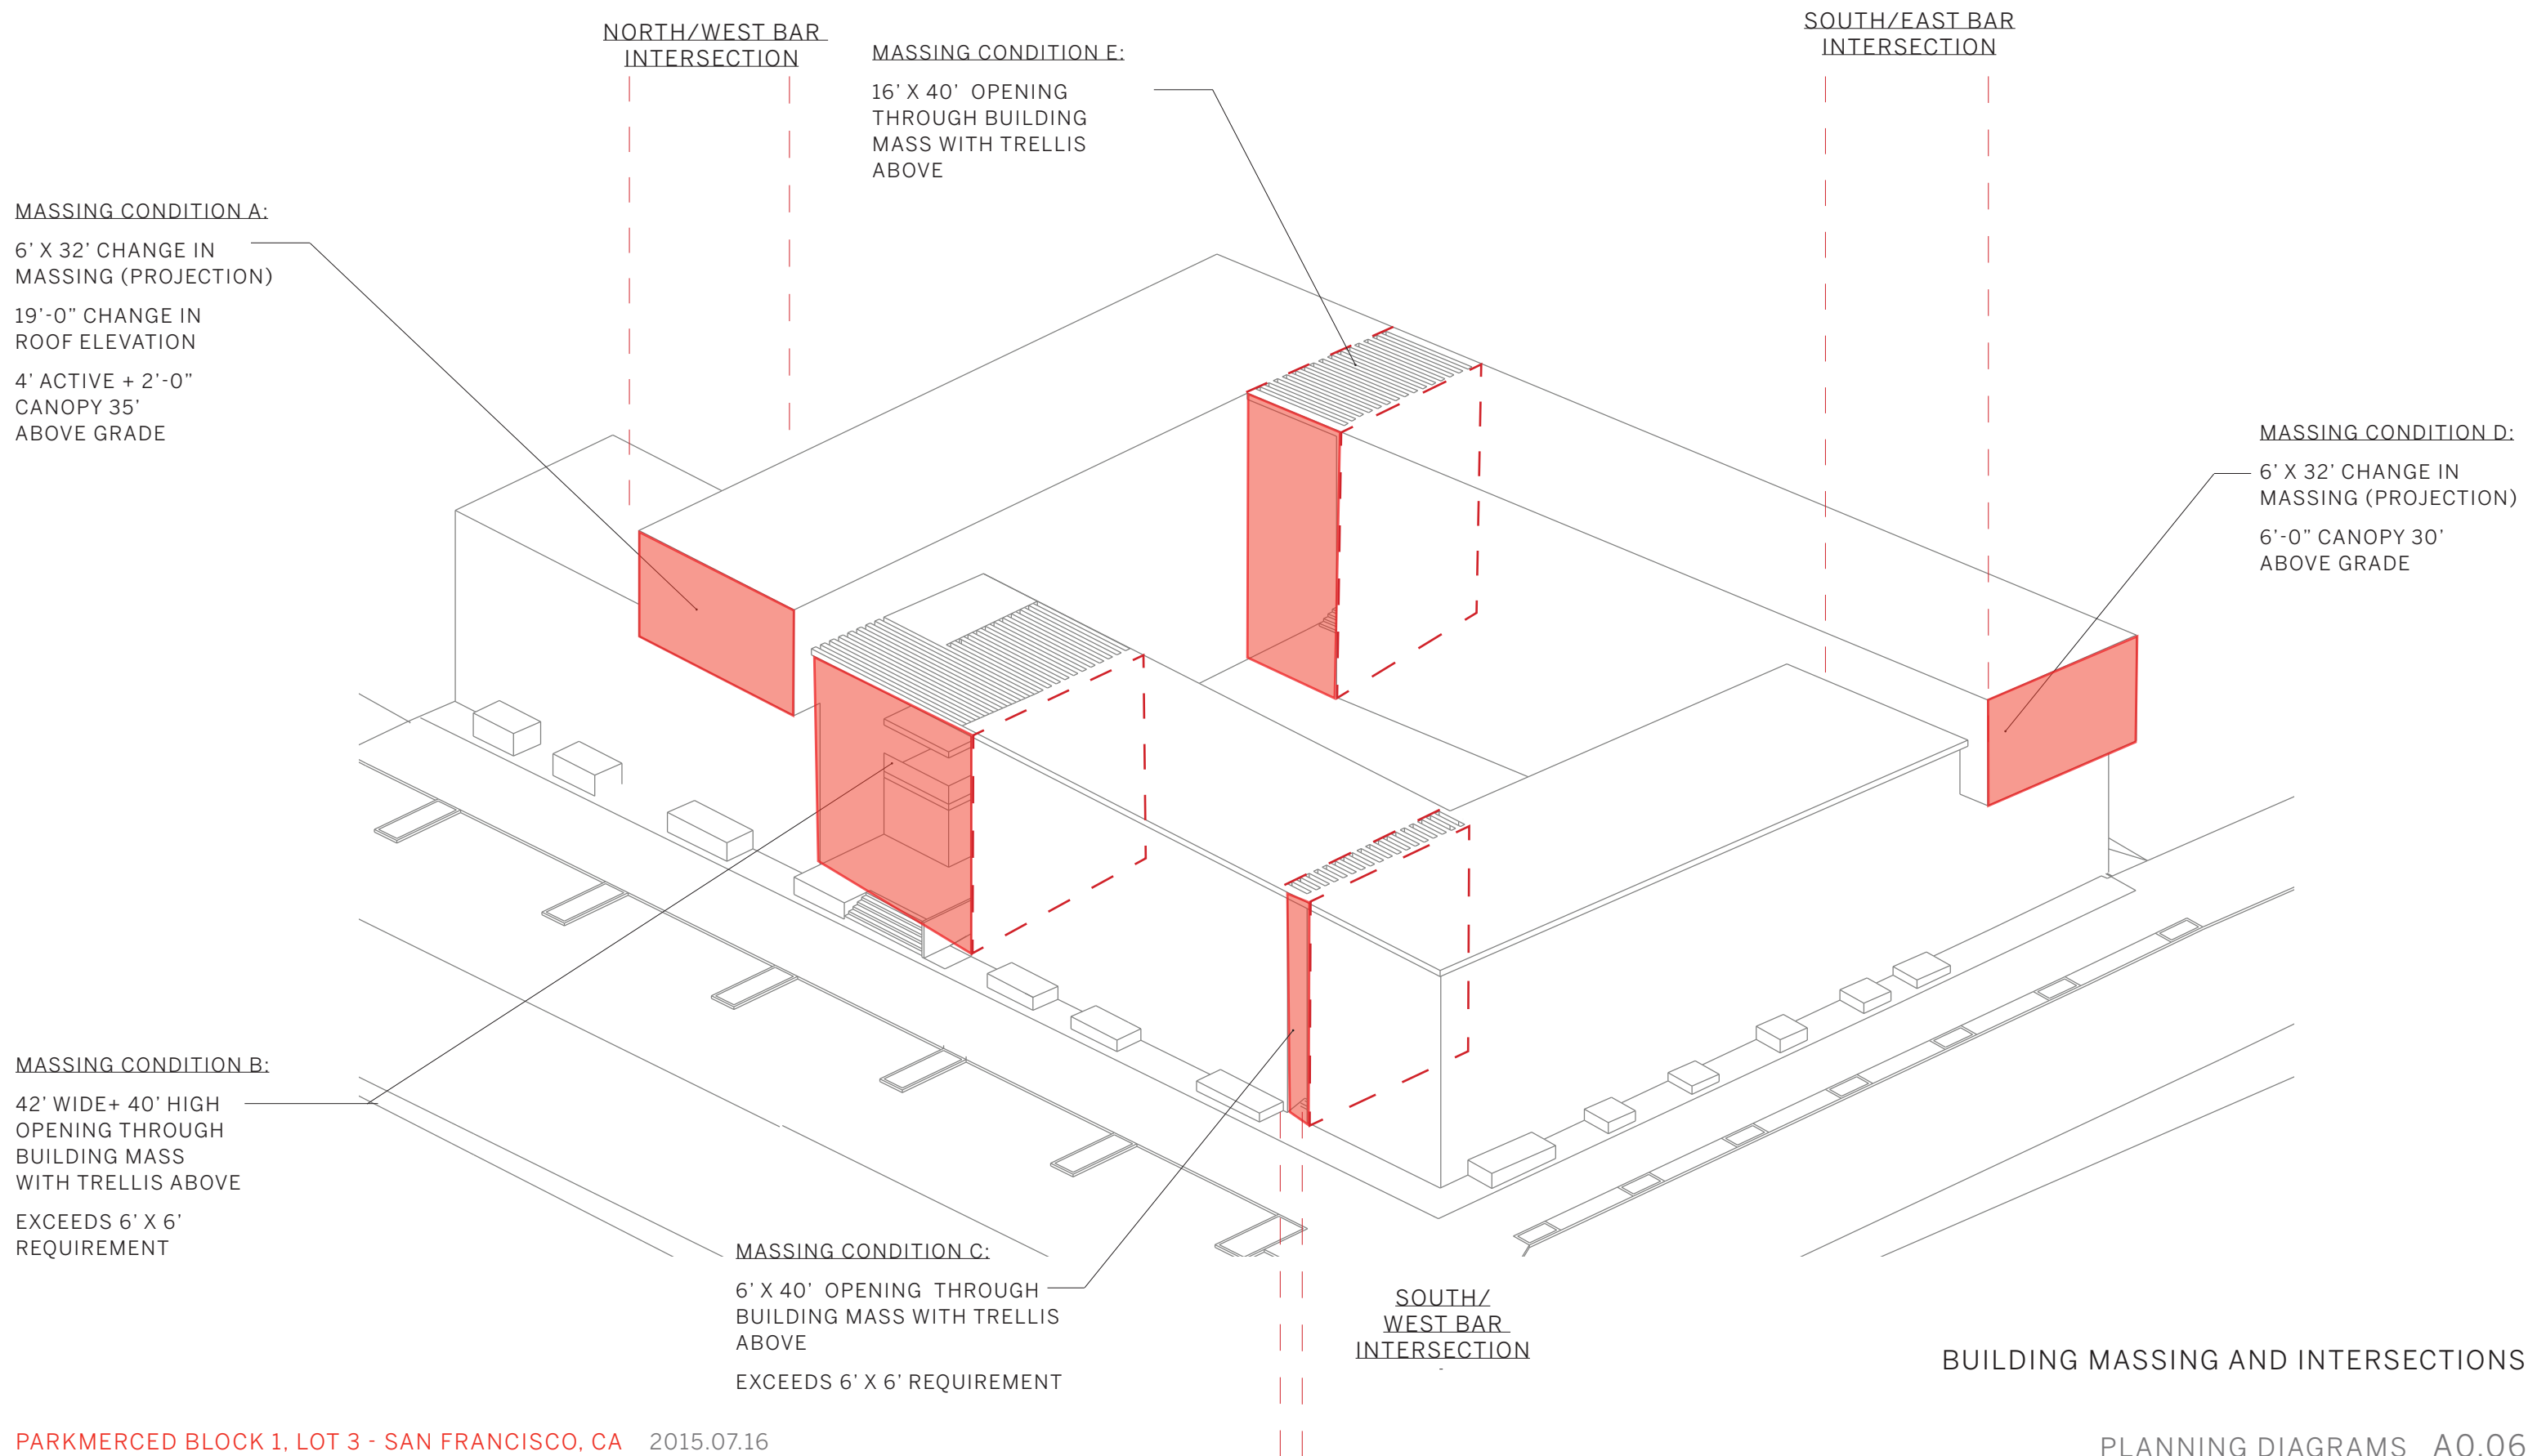 NORTH/WEST BAR
INTERSECTION
MASSING CONDITION E:
16’ X 40’ OPENING
THROUGH BUILDING
MASS WITH TRELLIS
ABOVE
SOUTH/EAST BAR
INTERSECTION
MASSING CONDITION A:
6’ X 32’ CHANGE IN
MASSING (PROJECTION)
19’-0” CHANGE IN
ROOF ELEVATION
4’ ACTIVE + 2’-0”
CANOPY 35’
ABOVE GRADE
MASSING CONDITION D:
6’ X 32’ CHANGE IN
MASSING (PROJECTION)
6’-0” CANOPY 30’
ABOVE GRADE
MASSING CONDITION B:
42’ WIDE+ 40’ HIGH
OPENING THROUGH
BUILDING MASS
WITH TRELLIS ABOVE
EXCEEDS 6’ X 6’
REQUIREMENT
MASSING CONDITION C:
6’ X 40’ OPENING THROUGH
BUILDING MASS WITH TRELLIS
ABOVE
EXCEEDS 6’ X 6’ REQUIREMENT
SOUTH/
WEST BAR
INTERSECTION
BUILDING MASSING AND INTERSECTIONS
PARKMERCED BLOCK 1, LOT 3 - SAN FRANCISCO, CA 2015.07.16
PLANNING DIAGRAMS A0.06